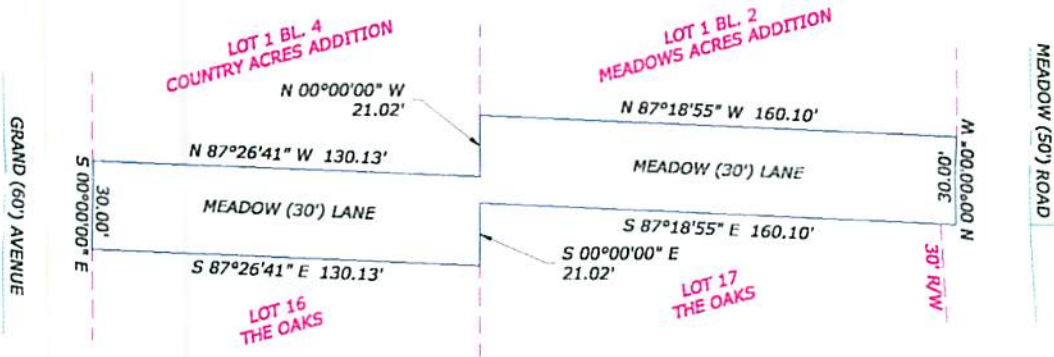 LOT 1 BL. 4
COUNTRY ACRES ADDITION
LOT 1 BL. 2
MEADOWS ACRES ADDITION
MEADOW (50') ROAD
N 00°00'00" W
21.02'
N 87°18'55" W 160.10'
N 87°26'41" W 130.13'
MEADOW (30') LANE
N 00°00'00" W
30.00'
GRAND (60') AVENUE
S 00°00'00" E
30.00'
MEADOW (30') LANE
S 87°18'55" E 160.10'
S 00°00'00" E
21.02'
S 87°26'41" E 130.13'
30' R/W
LOT 16
THE OAKS
LOT 17
THE OAKS